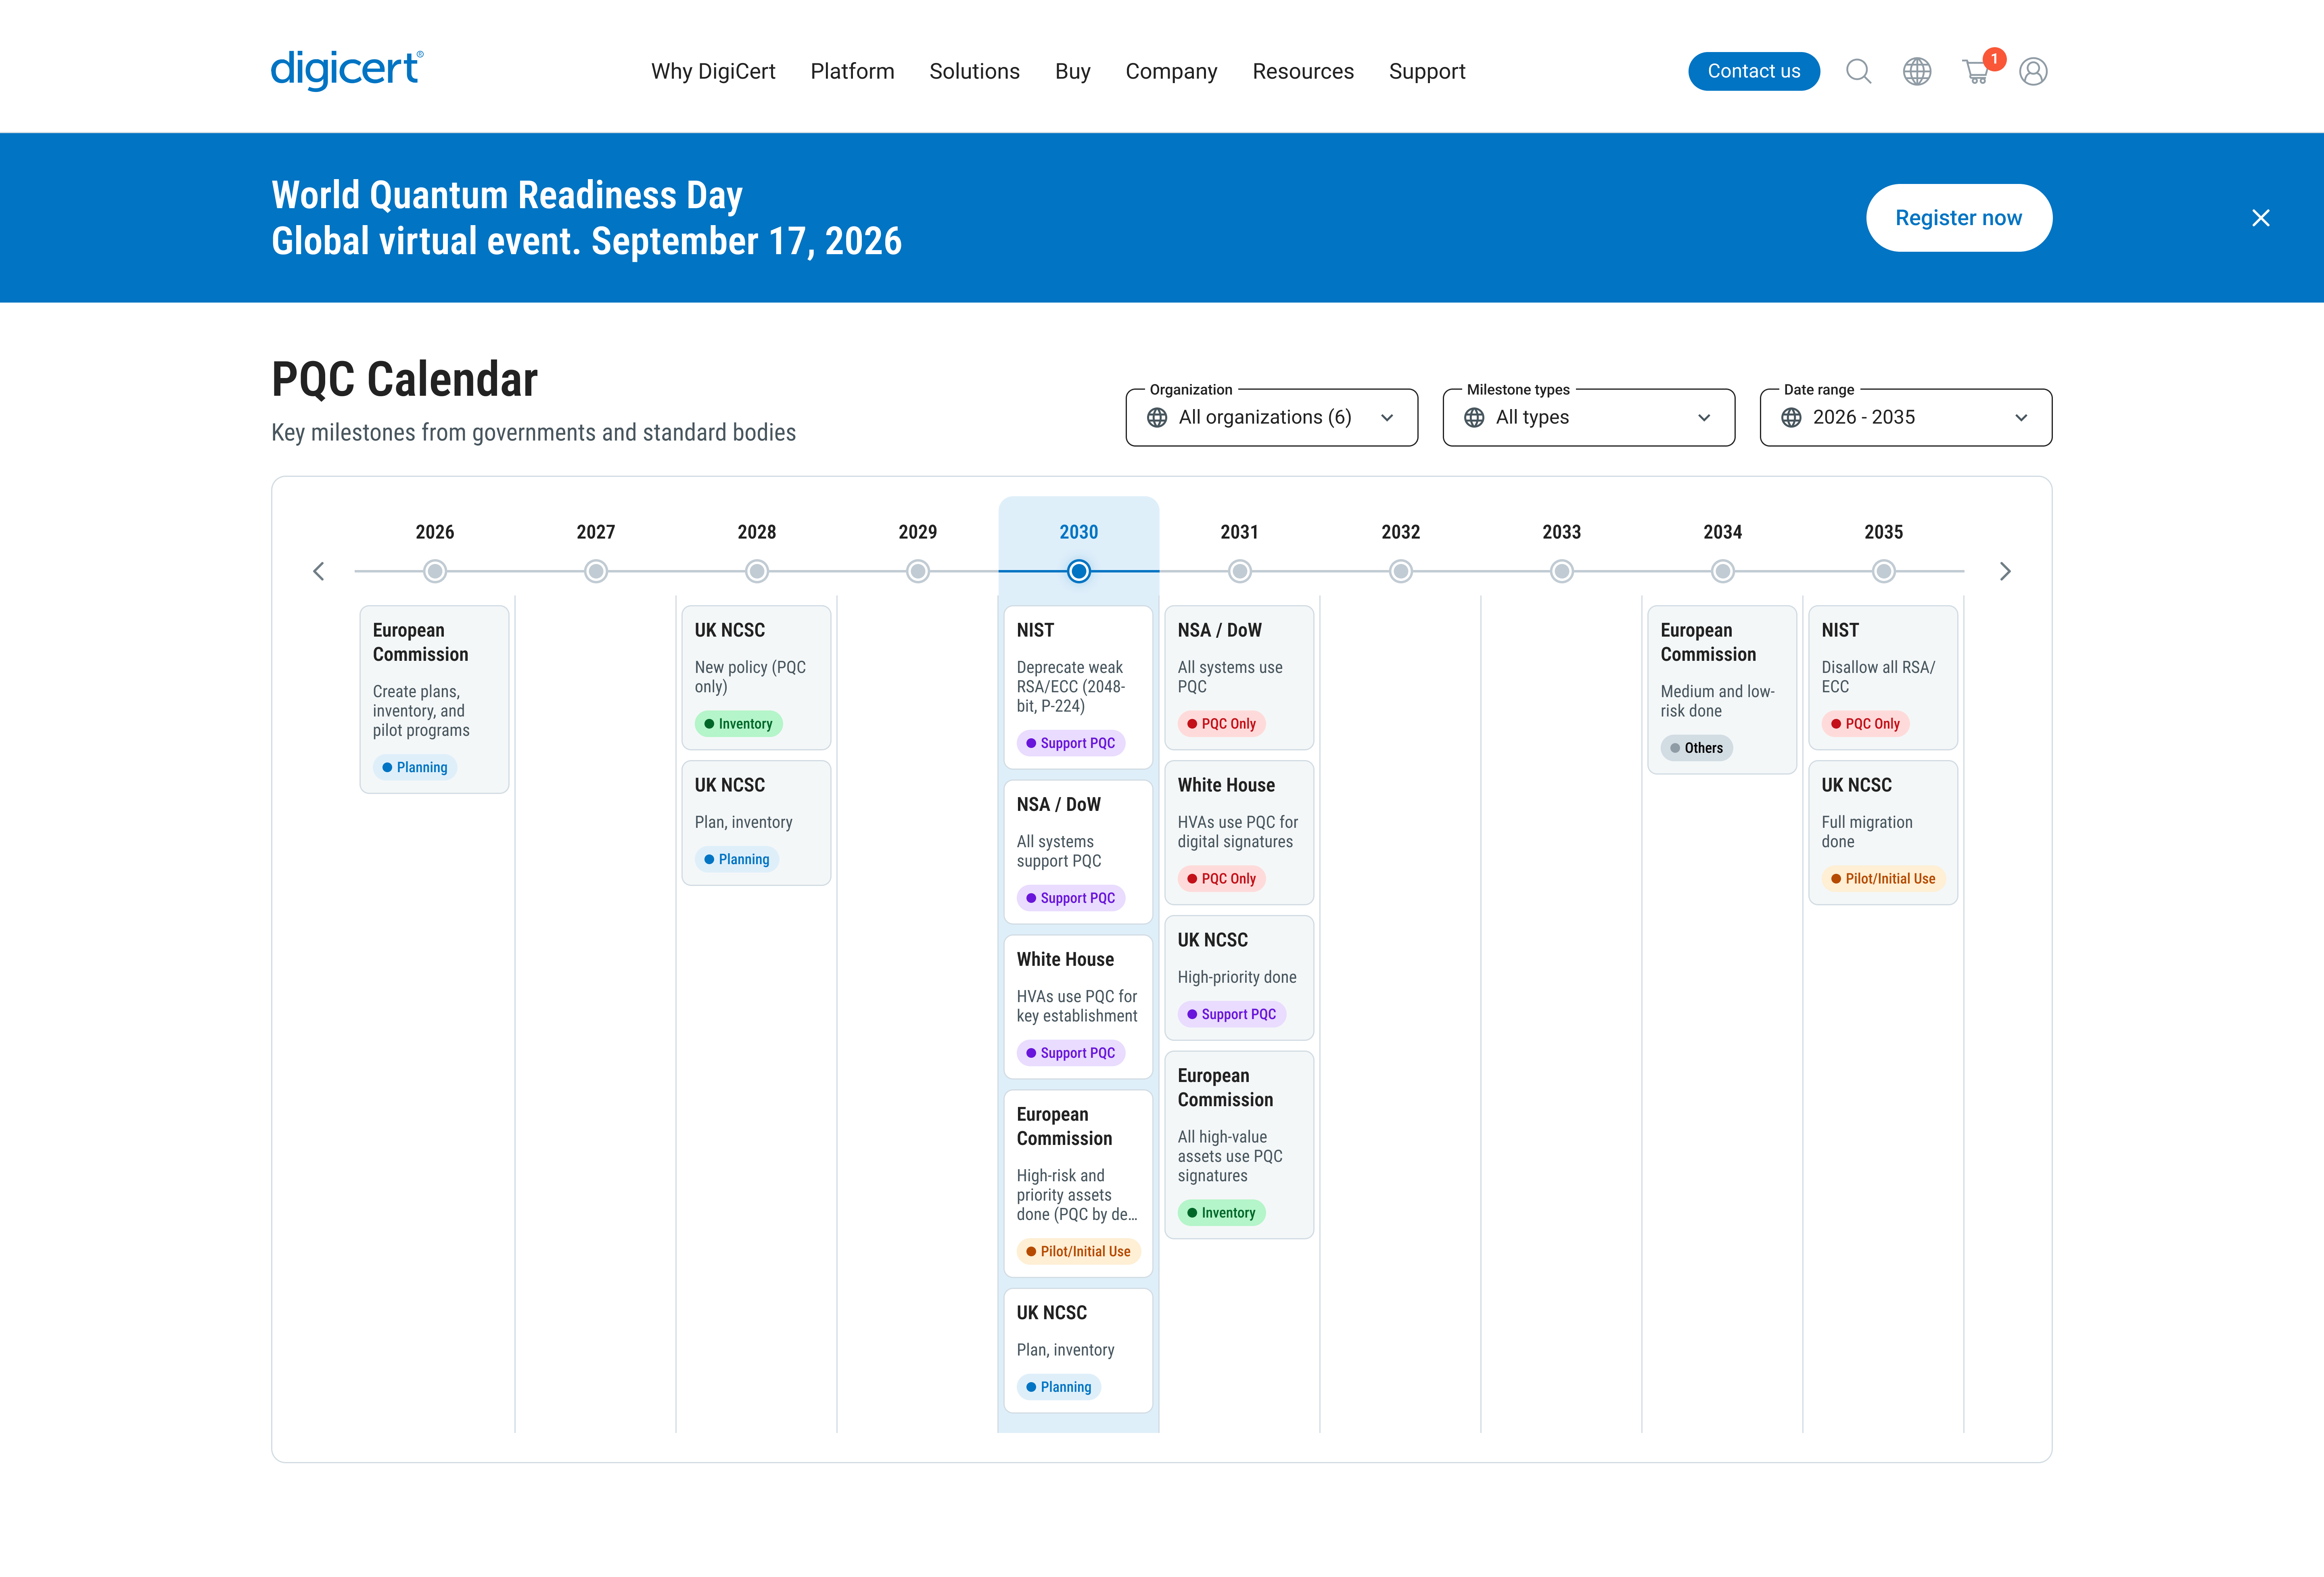 digicert®
Why DigiCert
Platform
Solutions
Buy
Company
Resources
Support
Contact us
1
World Quantum Readiness Day
Global virtual event. September 17, 2026
Register now
PQC Calendar
Key milestones from governments and standard bodies
Organization
All organizations (6)
Milestone types
All types
Date range
2026 - 2035
2026
2027
2028
2029
2030
2031
2032
2033
2034
2035
European
Commission
Create plans,
inventory, and
pilot programs
Planning
UK NCSC
New policy (PQC
only)
Inventory
UK NCSC
Plan, inventory
Planning
NIST
Deprecate weak
RSA/ECC (2048-
bit, P-224)
Support PQC
NSA / DoW
All systems
support PQC
Support PQC
White House
HVAs use PQC for
key establishment
Support PQC
European
Commission
High-risk and
priority assets
done (PQC by de...
Pilot/Initial Use
UK NCSC
Plan, inventory
Planning
NSA / DoW
All systems use
PQC
PQC Only
White House
HVAs use PQC for
digital signatures
PQC Only
UK NCSC
High-priority done
Support PQC
European
Commission
All high-value
assets use PQC
signatures
Inventory
European
Commission
Medium and low-
risk done
Others
NIST
Disallow all RSA/
ECC
PQC Only
UK NCSC
Full migration
done
Pilot/Initial Use